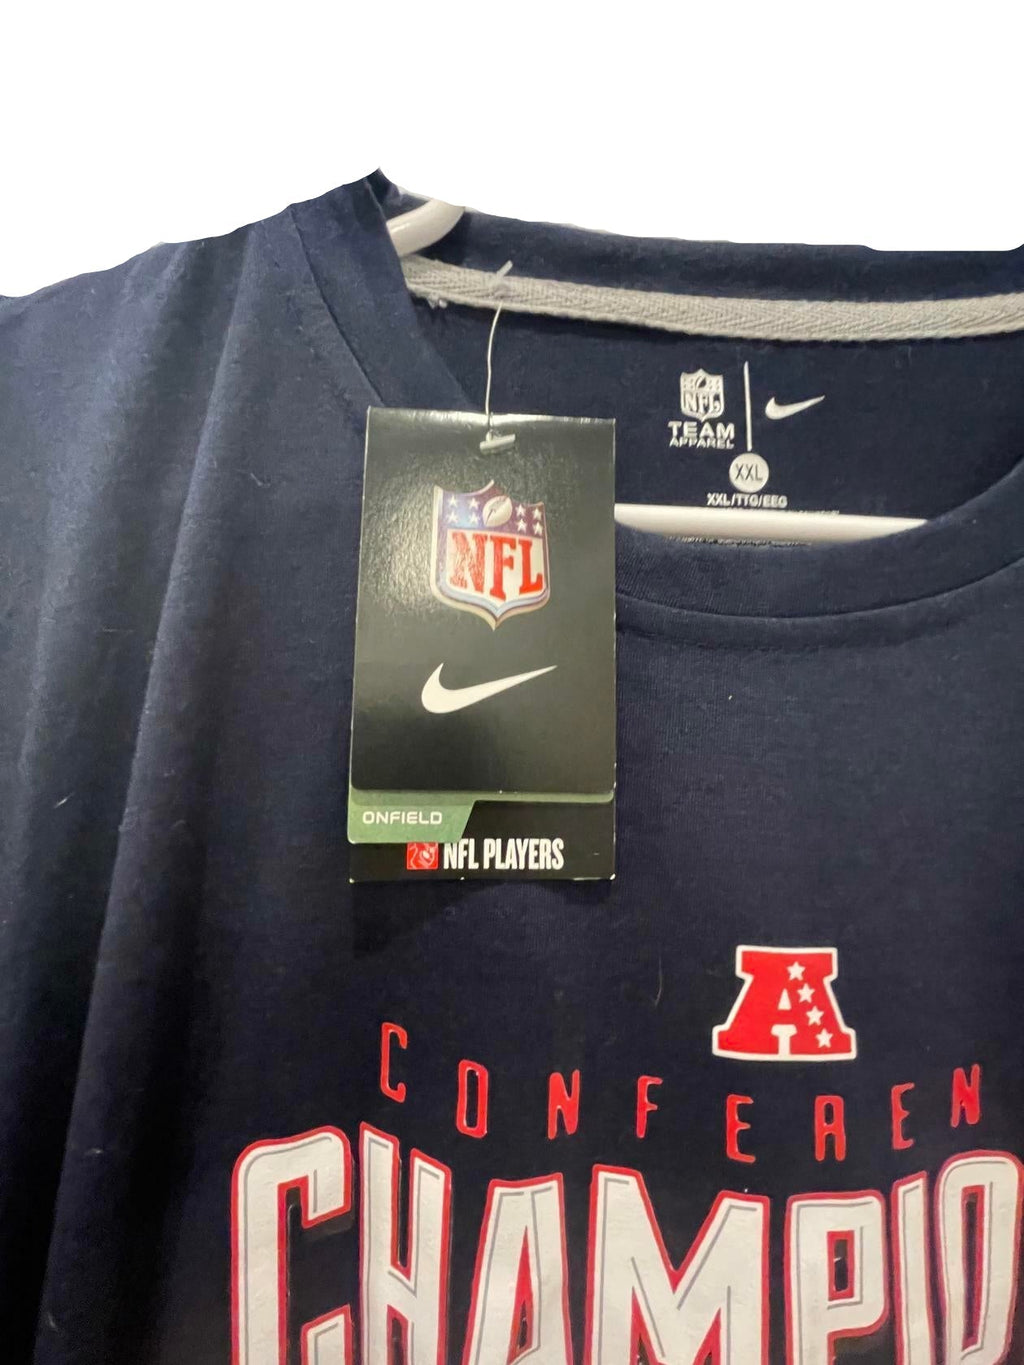 NFL
TEAM
APPAREL
XXL
XXL/TTG/EEG
NFL
ONFIELD
NFL PLAYERS
A
CONFEREN
CHAMPIO